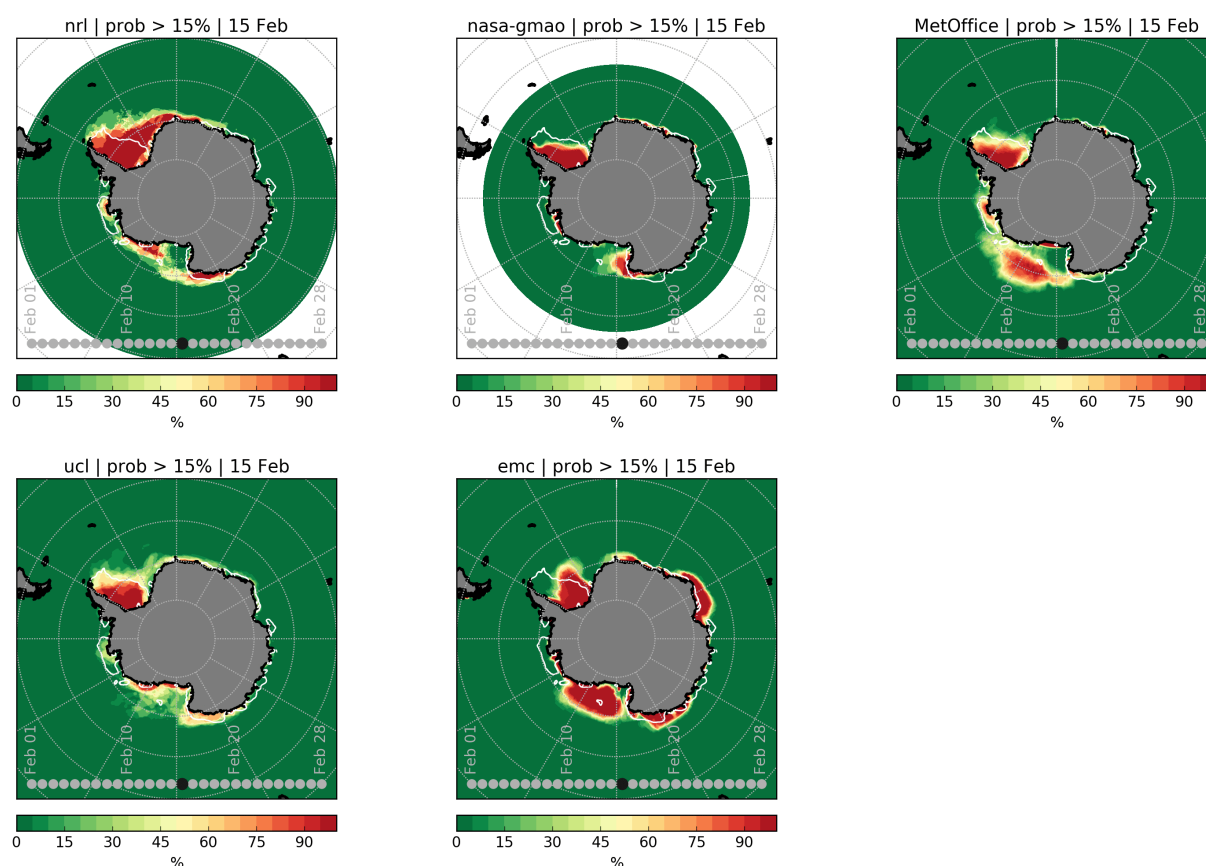 nrl | prob > 15% | 15 Feb
Feb 01
Feb 10
Feb 20
Feb 28
0 15 30 45 60 75 90
%
nasa-gmao | prob > 15% | 15 Feb
Feb 01
Feb 10
Feb 20
Feb 28
0 15 30 45 60 75 90
%
MetOffice | prob > 15% | 15 Feb
Feb 01
Feb 10
Feb 20
Feb 28
0 15 30 45 60 75 90
%
ucl | prob > 15% | 15 Feb
Feb 01
Feb 10
Feb 20
Feb 28
0 15 30 45 60 75 90
%
emc | prob > 15% | 15 Feb
Feb 01
Feb 10
Feb 20
Feb 28
0 15 30 45 60 75 90
%